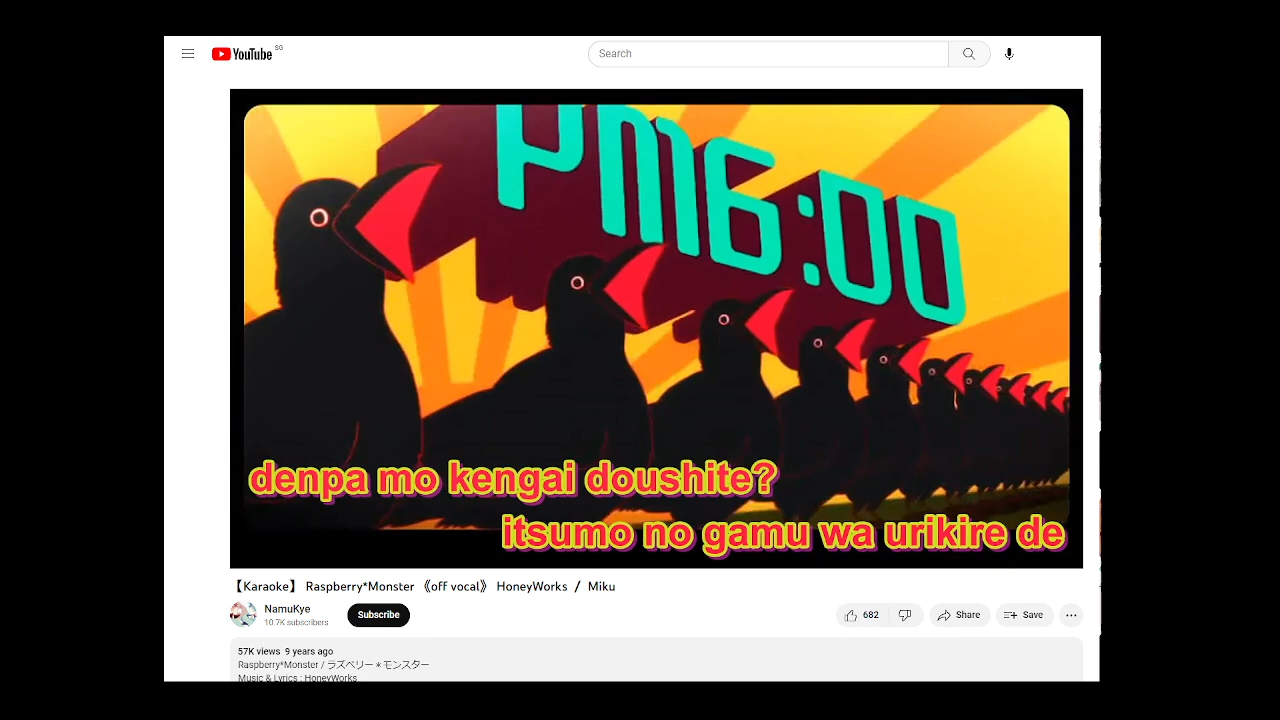 YouTube SG
Search
PM6:00
denpa mo kengai doushite?
itsumo no gamu wa urikire de
【Karaoke】 Raspberry*Monster 《off vocal》 HoneyWorks / Miku
NamuKye
10.7K subscribers
Subscribe
682
Share
Save
57K views 9 years ago
Raspberry*Monster / ラズベリー＊モンスター
Music & Lyrics : HoneyWorks